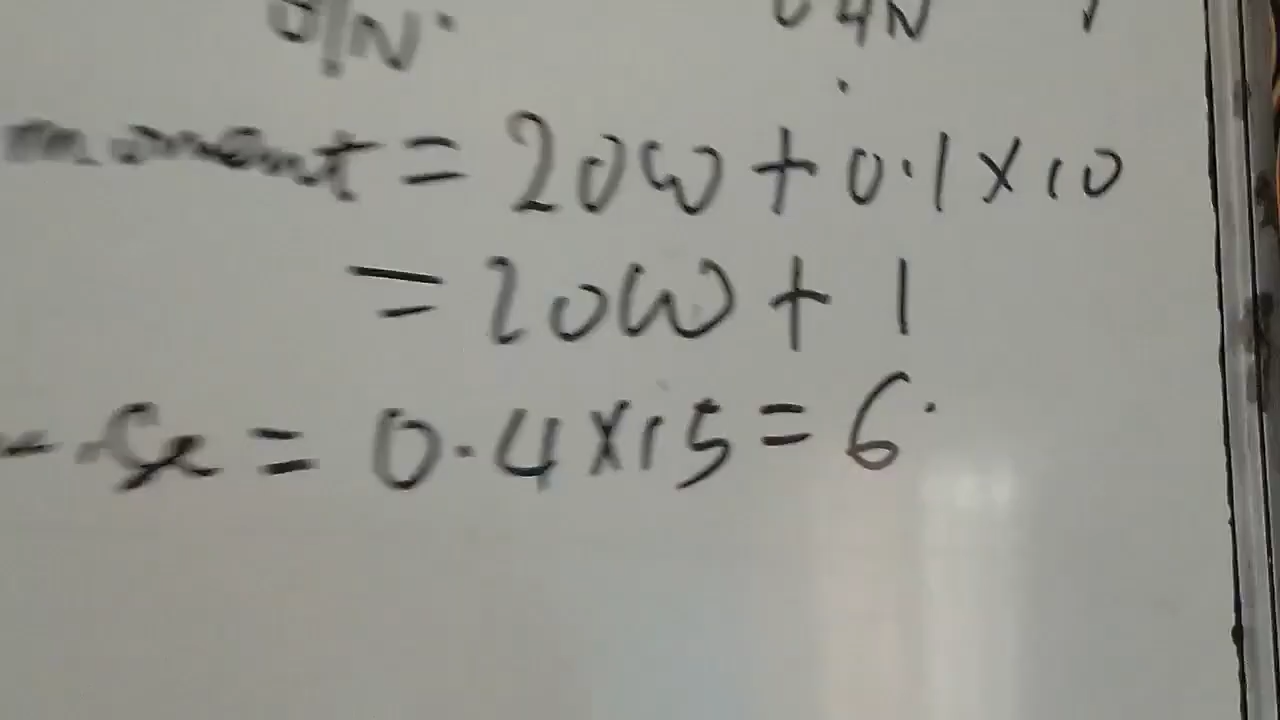 0.1N
0.4N
moment = 20W + 0.1 × 10
= 20W + 1
= 0.4 × 15 = 6.